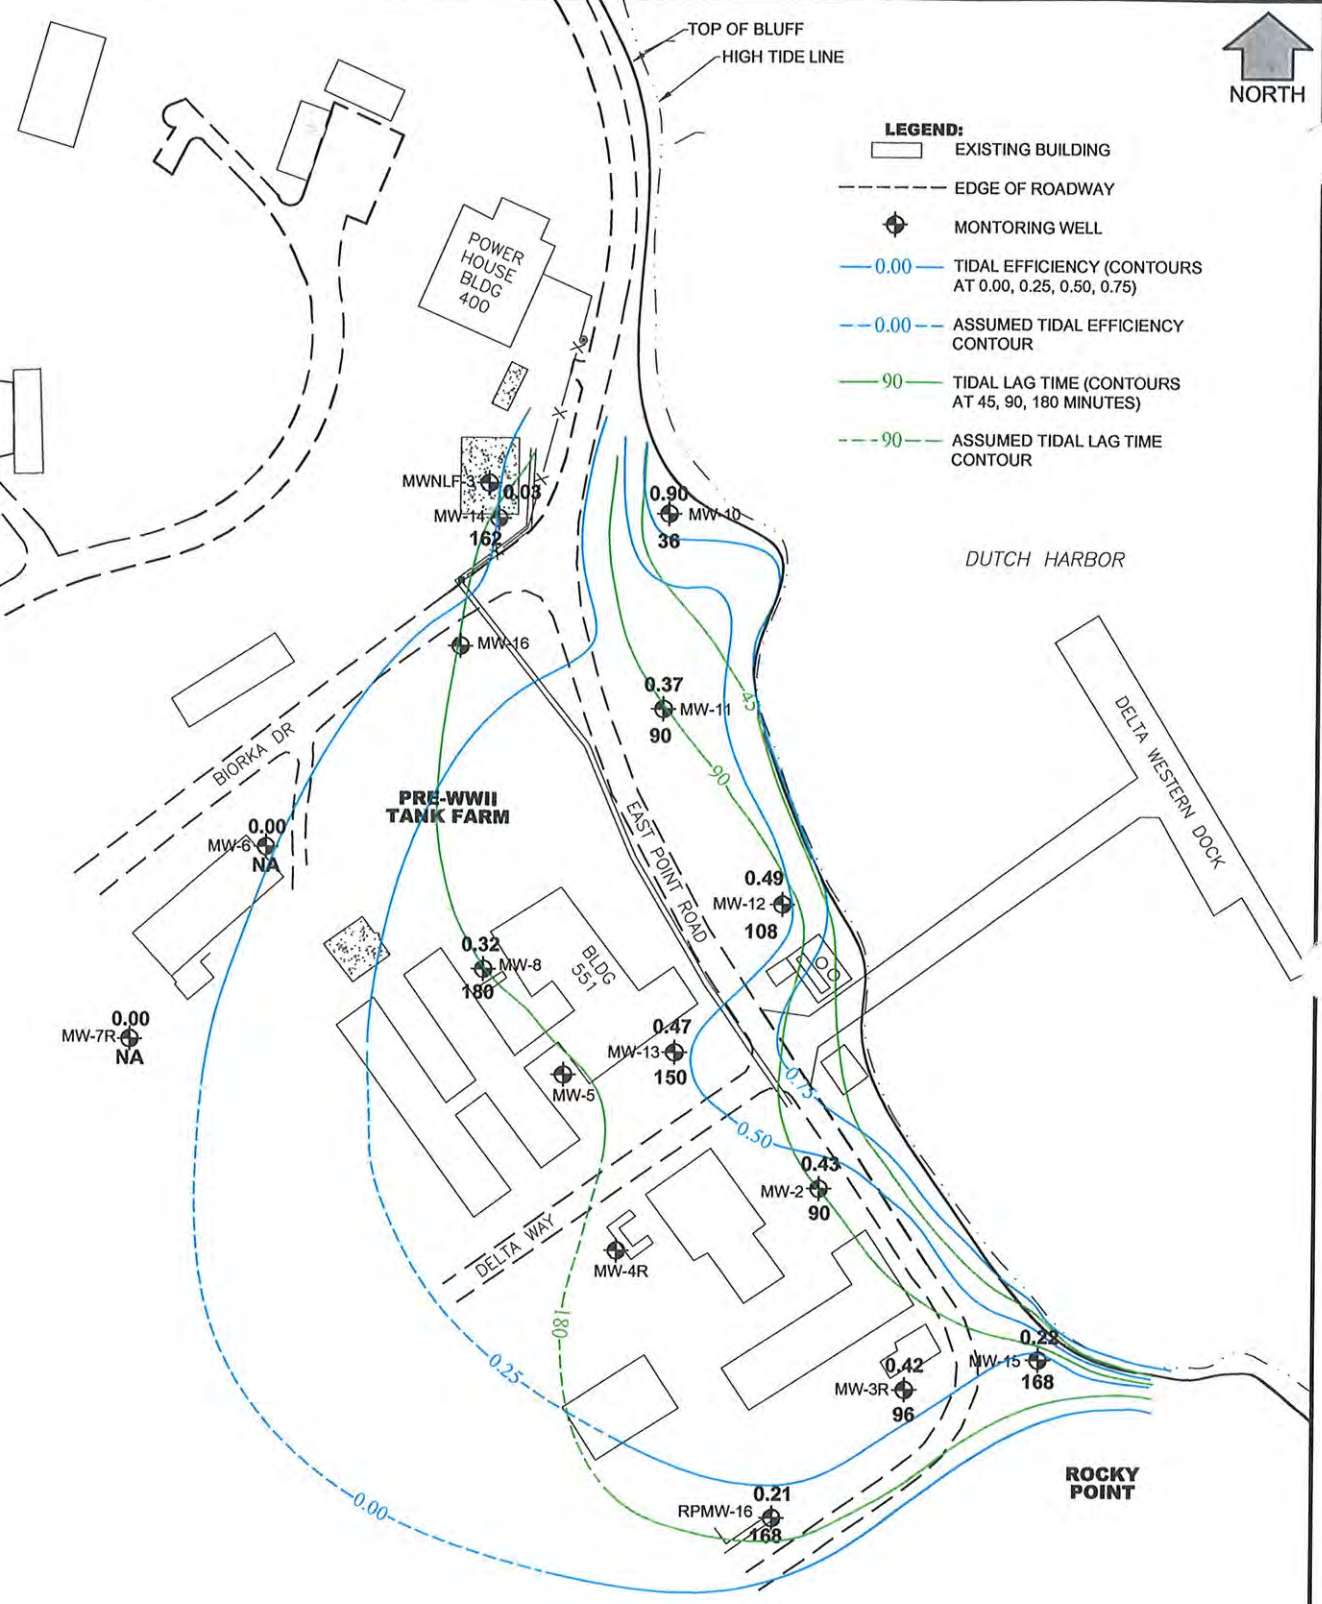 TOP OF BLUFF
HIGH TIDE LINE
NORTH
LEGEND:
EXISTING BUILDING
EDGE OF ROADWAY
MONTORING WELL
0.00
TIDAL EFFICIENCY (CONTOURS
AT 0.00, 0.25, 0.50, 0.75)
0.00
ASSUMED TIDAL EFFICIENCY
CONTOUR
90
TIDAL LAG TIME (CONTOURS
AT 45, 90, 180 MINUTES)
90
ASSUMED TIDAL LAG TIME
CONTOUR
POWER
HOUSE
BLDG
400
MWNLF-3
0.03
MW-14
162
0.90
MW-10
36
DUTCH HARBOR
MW-16
0.37
MW-11
90
45
90
DELTA WESTERN DOCK
BIORKA DR
PRE-WWII
TANK FARM
EAST POINT ROAD
0.00
MW-6
NA
0.49
MW-12
108
0.32
MW-8
180
BLDG
551
0.00
MW-7R
NA
0.47
MW-13
150
MW-5
0.75
0.50
0.43
MW-2
90
DELTA WAY
MW-4R
180
0.25
0.22
MW-15
168
0.42
MW-3R
96
0.00
0.21
RPMW-16
168
ROCKY
POINT